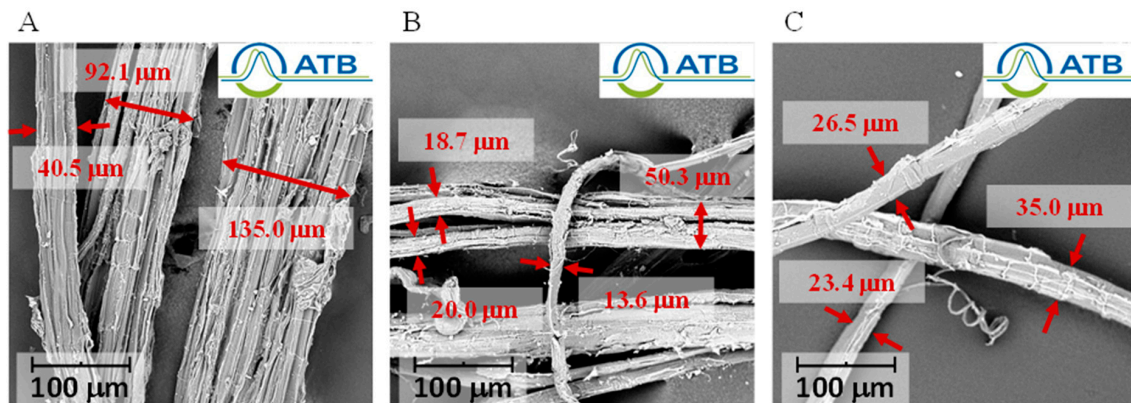 A
B
C
ATB
92.1 μm
40.5 μm
135.0 μm
100 μm
ATB
18.7 μm
50.3 μm
20.0 μm
13.6 μm
100 μm
ATB
26.5 μm
35.0 μm
23.4 μm
100 μm